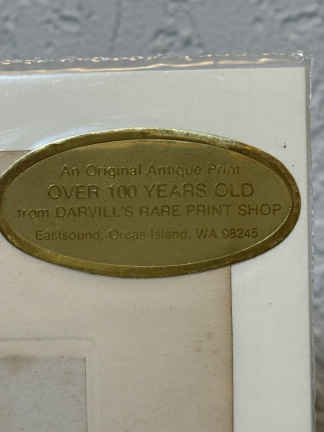 An Original Antique Print
OVER 100 YEARS OLD
from DARVILL'S RARE PRINT SHOP
Eastsound, Orcas Island, WA 98245